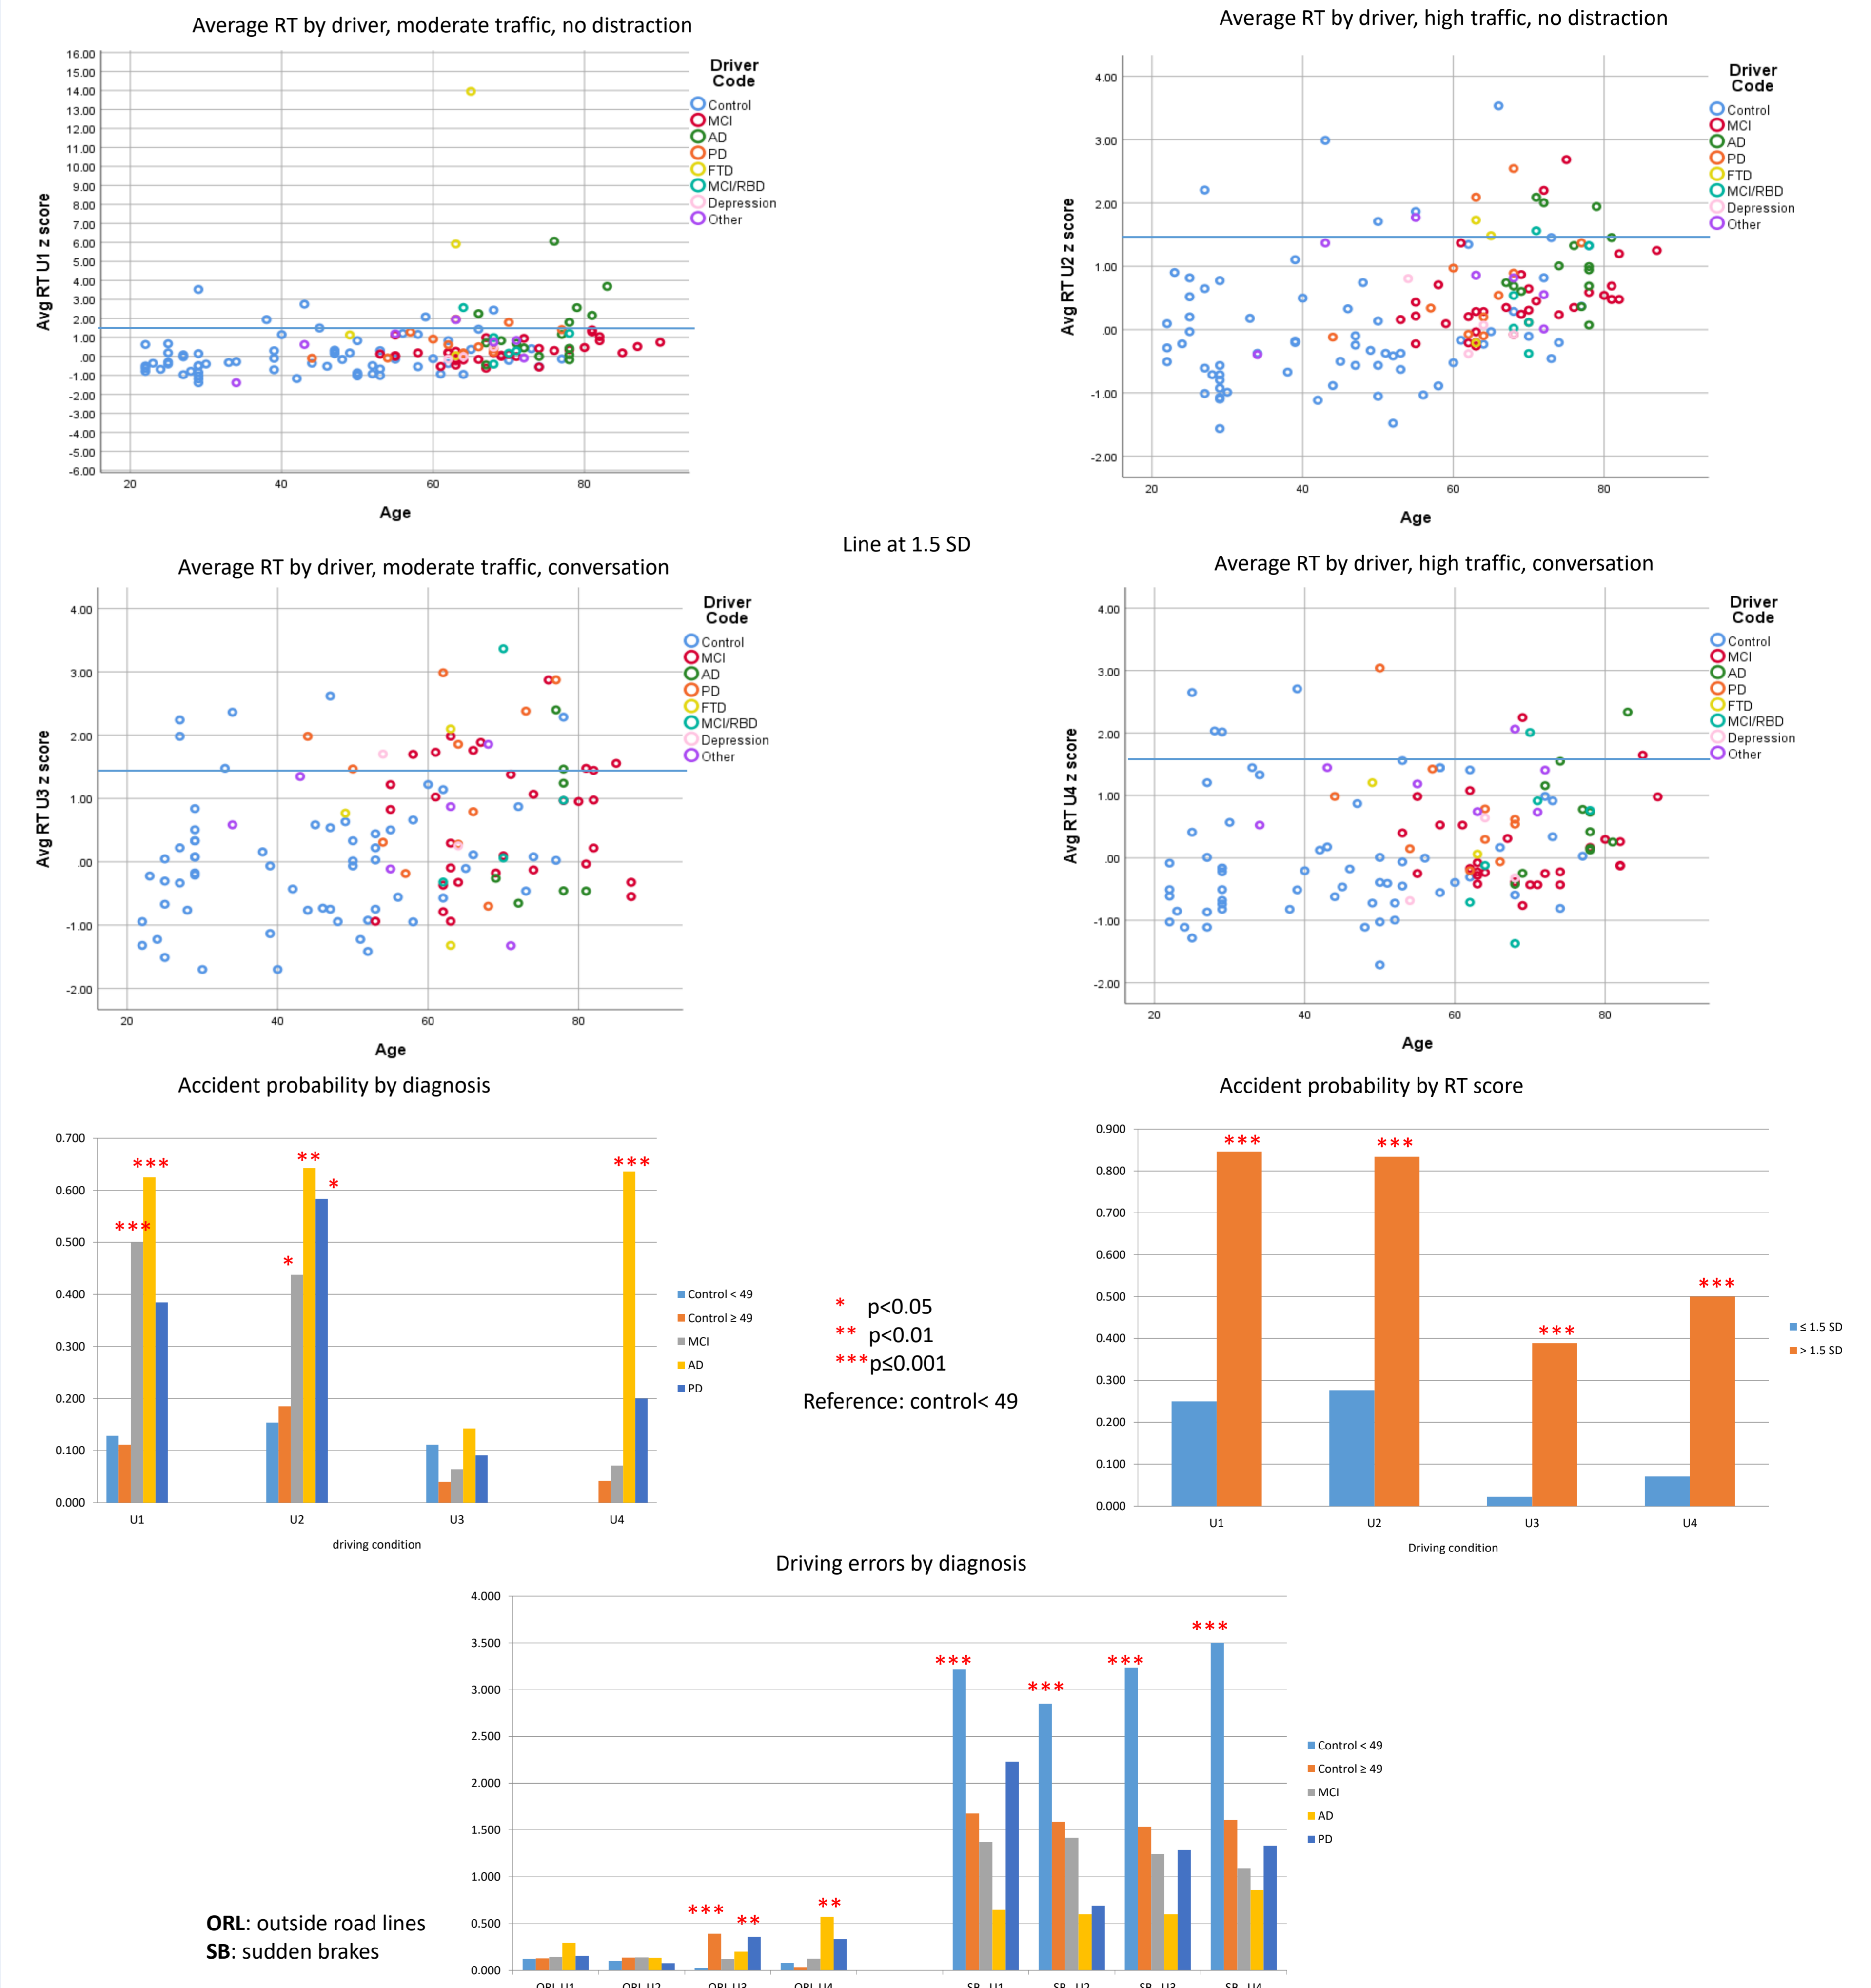 Average RT by driver, moderate traffic, no distraction
16.00
15.00
14.00
13.00
12.00
11.00
10.00
9.00
8.00
7.00
6.00
5.00
4.00
3.00
2.00
1.00
.00
-1.00
-2.00
-3.00
-4.00
-5.00
-6.00
Avg RT U1 z score
20 40 60 80
Age
Driver
Code
Control
MCI
AD
PD
FTD
MCI/RBD
Depression
Other
Average RT by driver, high traffic, no distraction
4.00
3.00
2.00
1.00
.00
-1.00
-2.00
Avg RT U2 z score
20 40 60 80
Age
Driver
Code
Control
MCI
AD
PD
FTD
MCI/RBD
Depression
Other
Line at 1.5 SD
Average RT by driver, moderate traffic, conversation
4.00
3.00
2.00
1.00
.00
-1.00
-2.00
Avg RT U3 z score
20 40 60 80
Age
Driver
Code
Control
MCI
AD
PD
FTD
MCI/RBD
Depression
Other
Average RT by driver, high traffic, conversation
4.00
3.00
2.00
1.00
.00
-1.00
-2.00
Avg RT U4 z score
20 40 60 80
Age
Driver
Code
Control
MCI
AD
PD
FTD
MCI/RBD
Depression
Other
Accident probability by diagnosis
0.700
0.600
0.500
0.400
0.300
0.200
0.100
0.000
***
***
**
*
*
***
U1 U2 U3 U4
driving condition
Control < 49
Control ≥ 49
MCI
AD
PD
* p<0.05
** p<0.01
***p≤0.001
Reference: control< 49
Accident probability by RT score
0.900
0.800
0.700
0.600
0.500
0.400
0.300
0.200
0.100
0.000
*** *** *** ***
U1 U2 U3 U4
Driving condition
≤ 1.5 SD
> 1.5 SD
Driving errors by diagnosis
4.000
3.500
3.000
2.500
2.000
1.500
1.000
0.500
0.000
*** ** **
*** *** *** ***
ORL U1 ORL U2 ORL U3 ORL U4 SB U1 SB U2 SB U3 SB U4
Control < 49
Control ≥ 49
MCI
AD
PD
ORL: outside road lines
SB: sudden brakes